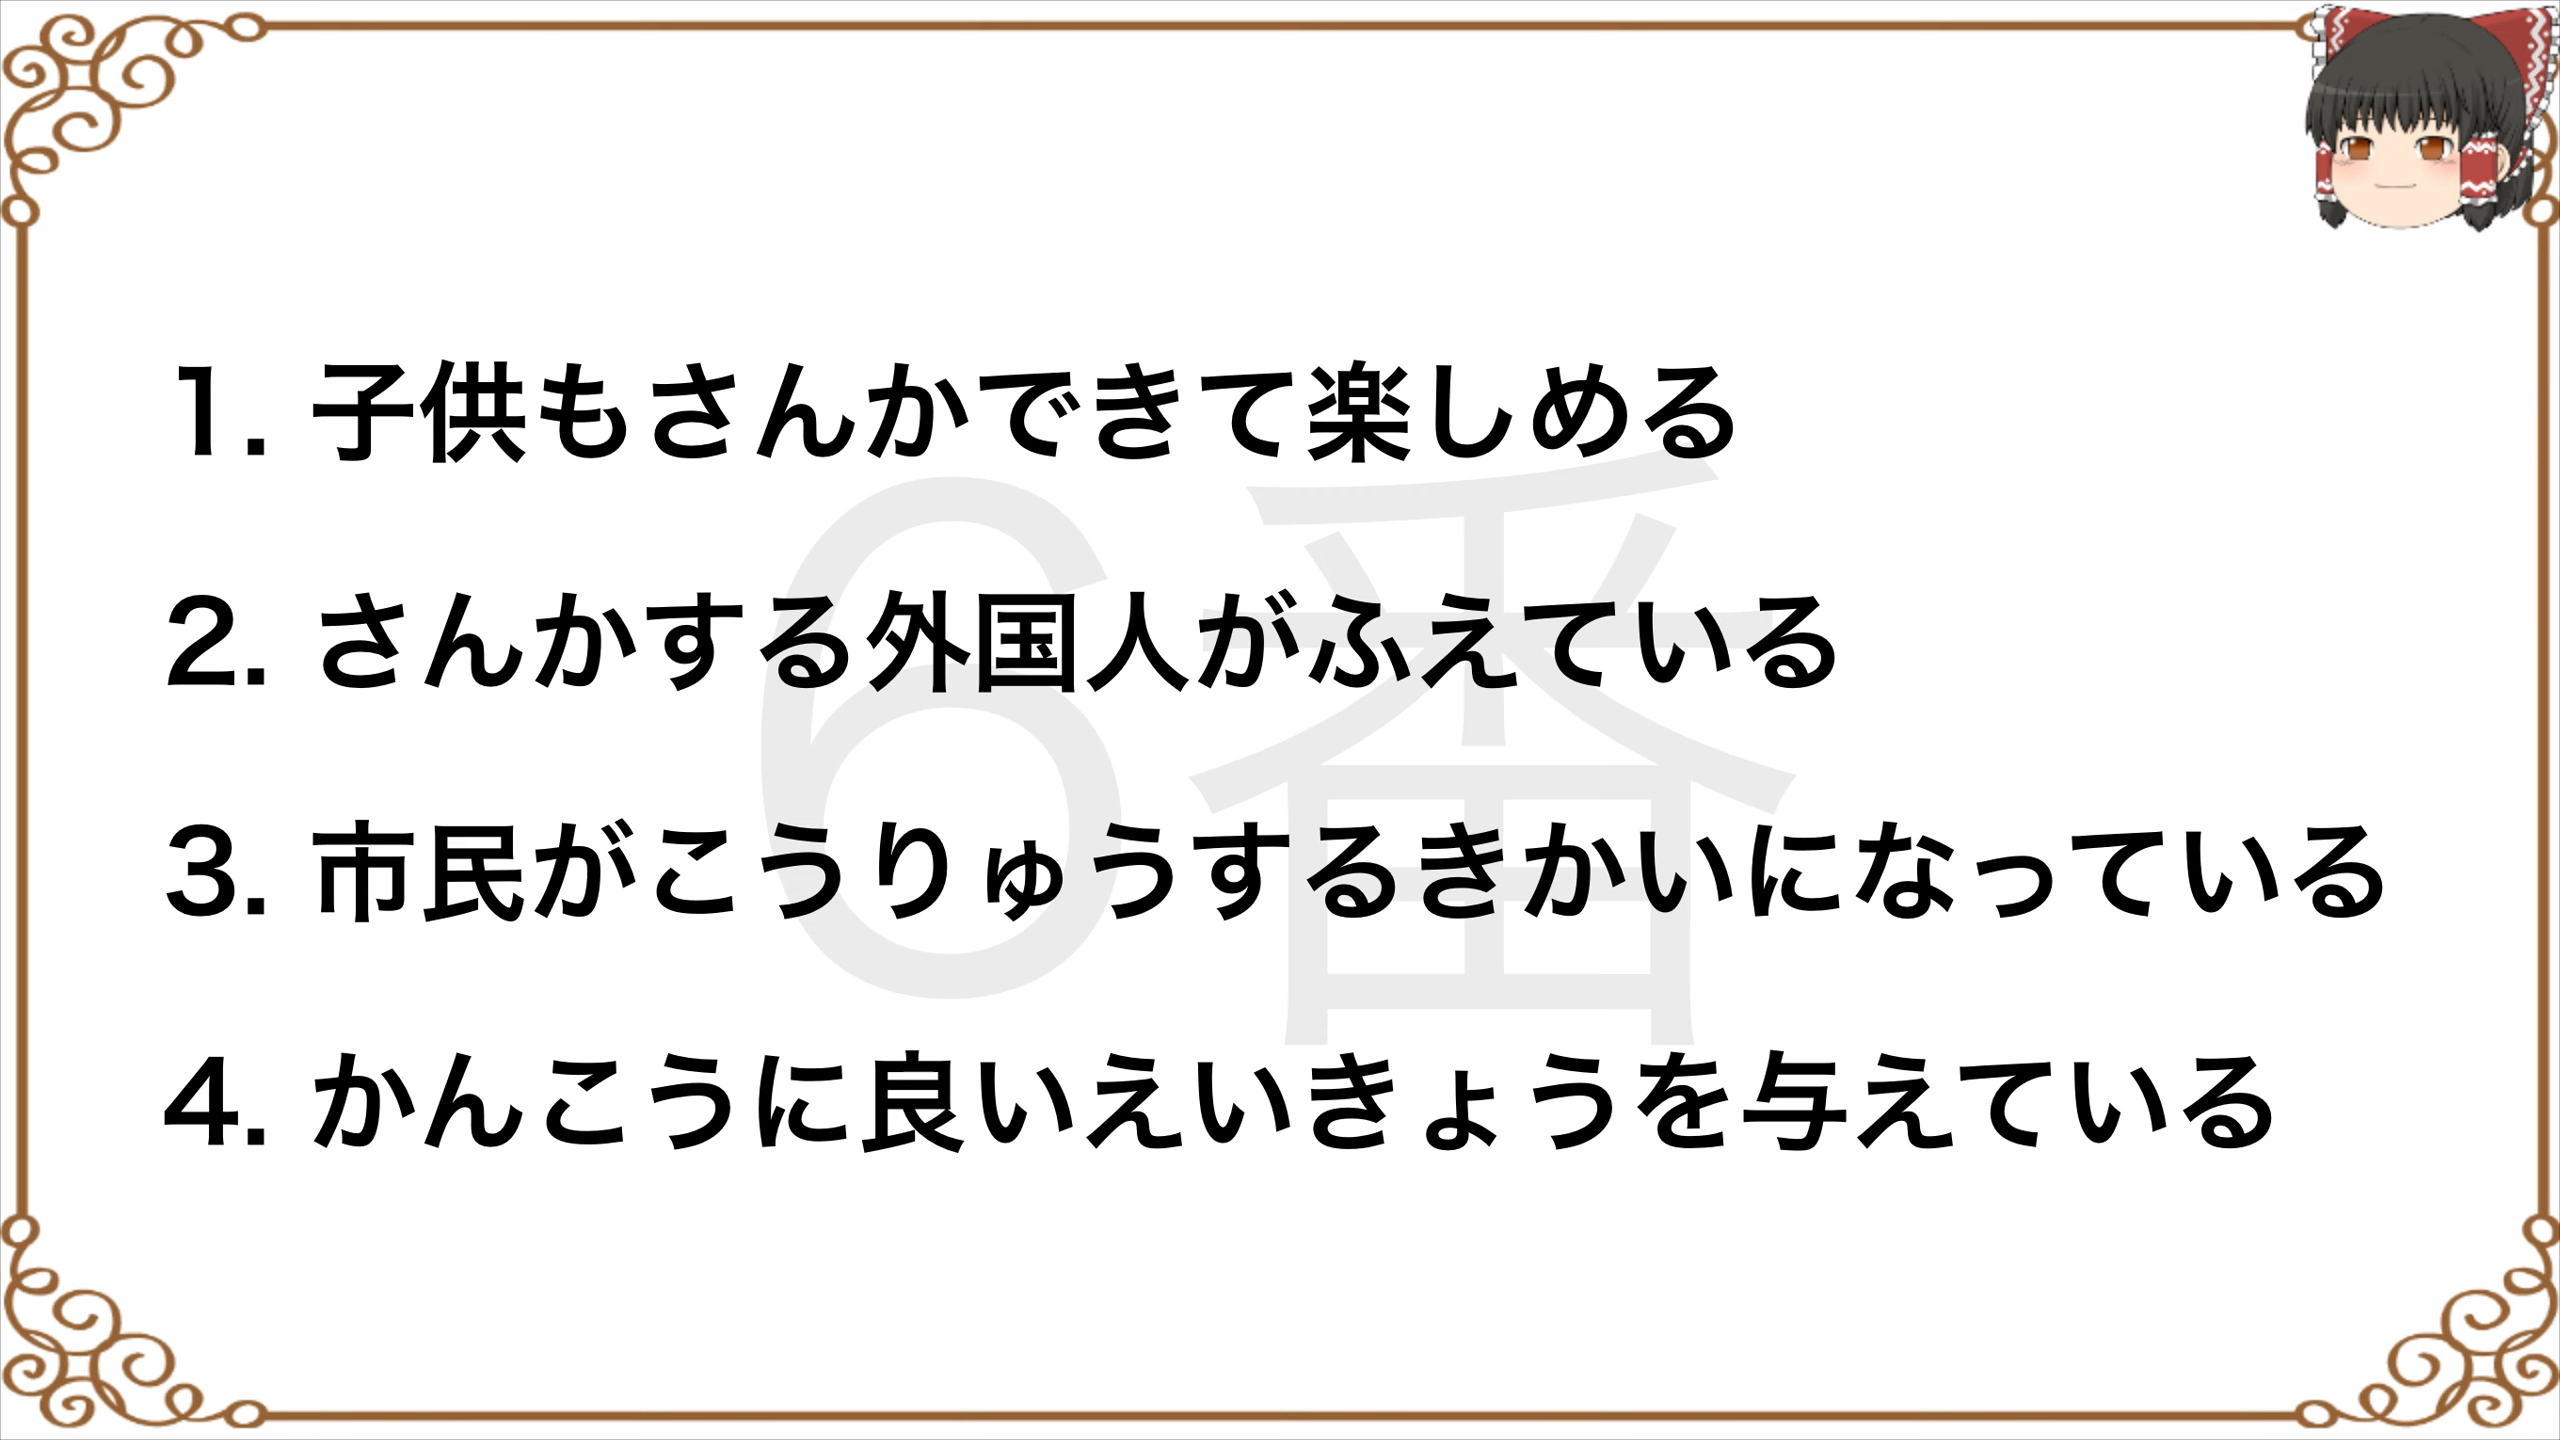 1. 子供もさんかできて楽しめる
2. さんかする外国人がふえている
3. 市民がこうりゅうするきかいになっている
4. かんこうに良いえいきょうを与えている
6番